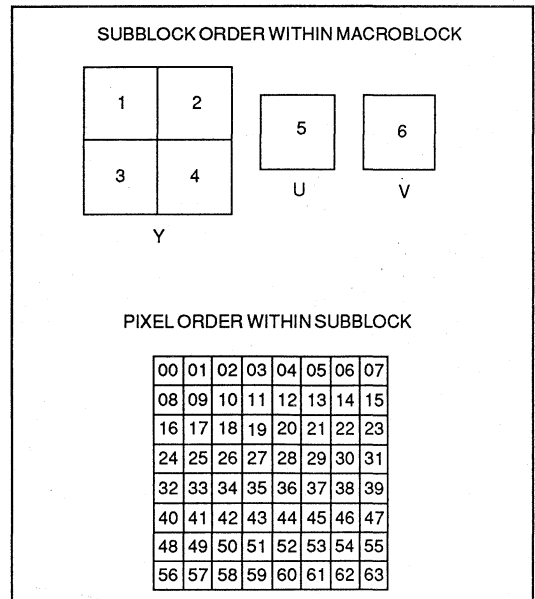 SUBBLOCK ORDER WITHIN MACROBLOCK
1 2
3 4
5
6
U
V
Y
PIXEL ORDER WITHIN SUBBLOCK
00 01 02 03 04 05 06 07
08 09 10 11 12 13 14 15
16 17 18 19 20 21 22 23
24 25 26 27 28 29 30 31
32 33 34 35 36 37 38 39
40 41 42 43 44 45 46 47
48 49 50 51 52 53 54 55
56 57 58 59 60 61 62 63